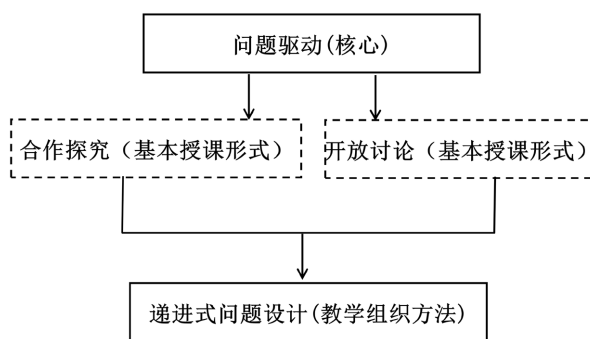 问题驱动(核心)
合作探究（基本授课形式）
开放讨论（基本授课形式）
递进式问题设计(教学组织方法)